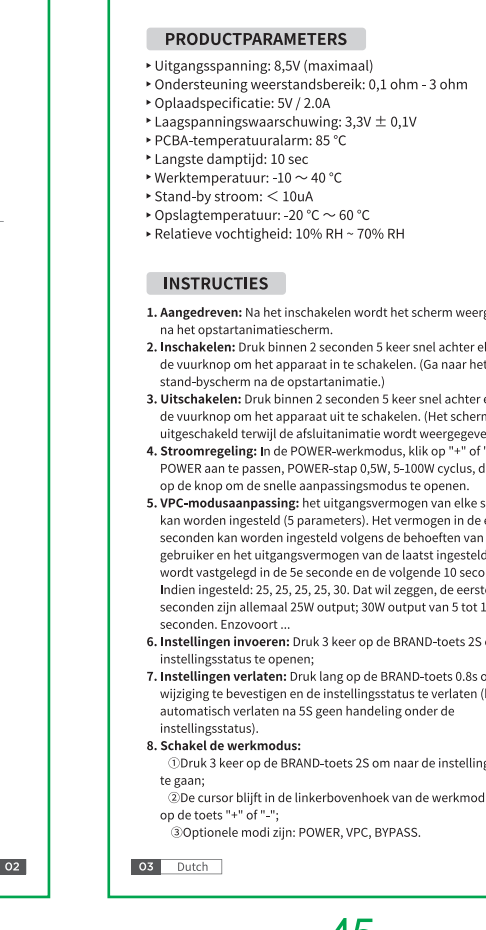 PRODUCTPARAMETERS
‣ Uitgangsspanning: 8,5V (maximaal)
‣ Ondersteuning weerstandsbereik: 0,1 ohm - 3 ohm
‣ Oplaadspecificatie: 5V / 2.0A
‣ Laagspanningswaarschuwing: 3,3V ± 0,1V
‣ PCBA-temperatuuralarm: 85 ℃
‣ Langste damptijd: 10 sec
‣ Werktemperatuur: -10 ～ 40 ℃
‣ Stand-by stroom: ＜ 10uA
‣ Opslagtemperatuur: -20 ℃ ～ 60 ℃
‣ Relatieve vochtigheid: 10% RH ~ 70% RH
INSTRUCTIES
1. Aangedreven: Na het inschakelen wordt het scherm
na het opstartanimatiescherm.
2. Inschakelen: Druk binnen 2 seconden 5 keer snel achter
de vuurknop om het apparaat in te schakelen. (Ga naar het
stand-byscherm na de opstartanimatie.)
3. Uitschakelen: Druk binnen 2 seconden 5 keer snel achter
de vuurknop om het apparaat uit te schakelen. (Het
uitgeschakeld terwijl de afsluitanimatie wordt
4. Stroomregeling: In de POWER-werkmodus, klik op "+" of
POWER aan te passen, POWER-stap 0,5W, 5-100W cyclus,
op de knop om de snelle aanpassingsmodus te openen.
5. VPC-modusaanpassing: het uitgangsvermogen van elke
kan worden ingesteld (5 parameters). Het vermogen in de
seconden kan worden ingesteld volgens de behoeften van
gebruiker en het uitgangsvermogen van de laatst
wordt vastgelegd in de 5e seconde en de volgende 10
Indien ingesteld: 25, 25, 25, 25, 30. Dat wil zeggen, de
seconden zijn allemaal 25W output; 30W output van 5 tot
seconden. Enzovoort ...
6. Instellingen invoeren: Druk 3 keer op de BRAND-toets 2S
instellingsstatus te openen;
7. Instellingen verlaten: Druk lang op de BRAND-toets 0.8s
wijziging te bevestigen en de instellingsstatus te verlaten
automatisch verlaten na 5S geen handeling onder de
instellingsstatus).
8. Schakel de werkmodus:
①Druk 3 keer op de BRAND-toets 2S om naar de
te gaan;
②De cursor blijft in de linkerbovenhoek van de
op de toets "+" of "-";
③Optionele modi zijn: POWER, VPC, BYPASS.
02
03 Dutch